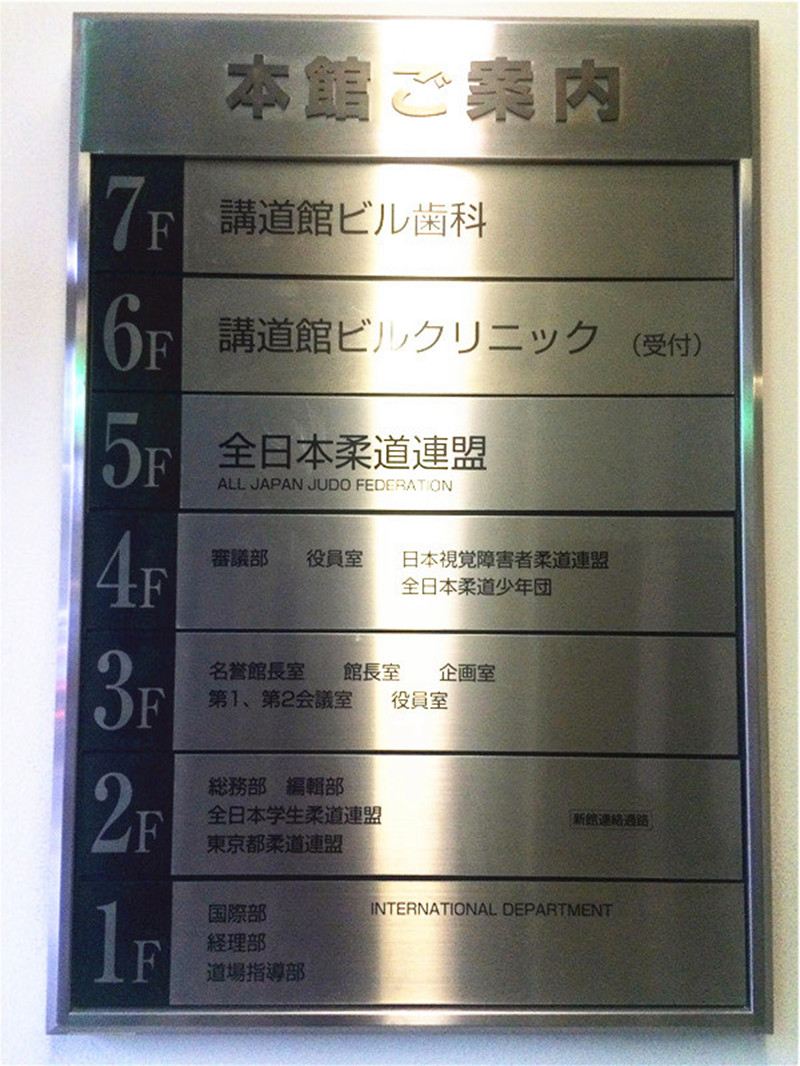 本館ご案内
7F 講道館ビル歯科
6F 講道館ビルクリニック （受付）
5F 全日本柔道連盟
ALL JAPAN JUDO FEDERATION
4F 審議部 役員室 日本視覚障害者柔道連盟
全日本柔道少年団
3F 名誉館長室 館長室 企画室
第1、第2会議室 役員室
2F 総務部 編輯部
全日本学生柔道連盟 新館連絡通路
東京都柔道連盟
1F 国際部 INTERNATIONAL DEPARTMENT
経理部
道場指導部